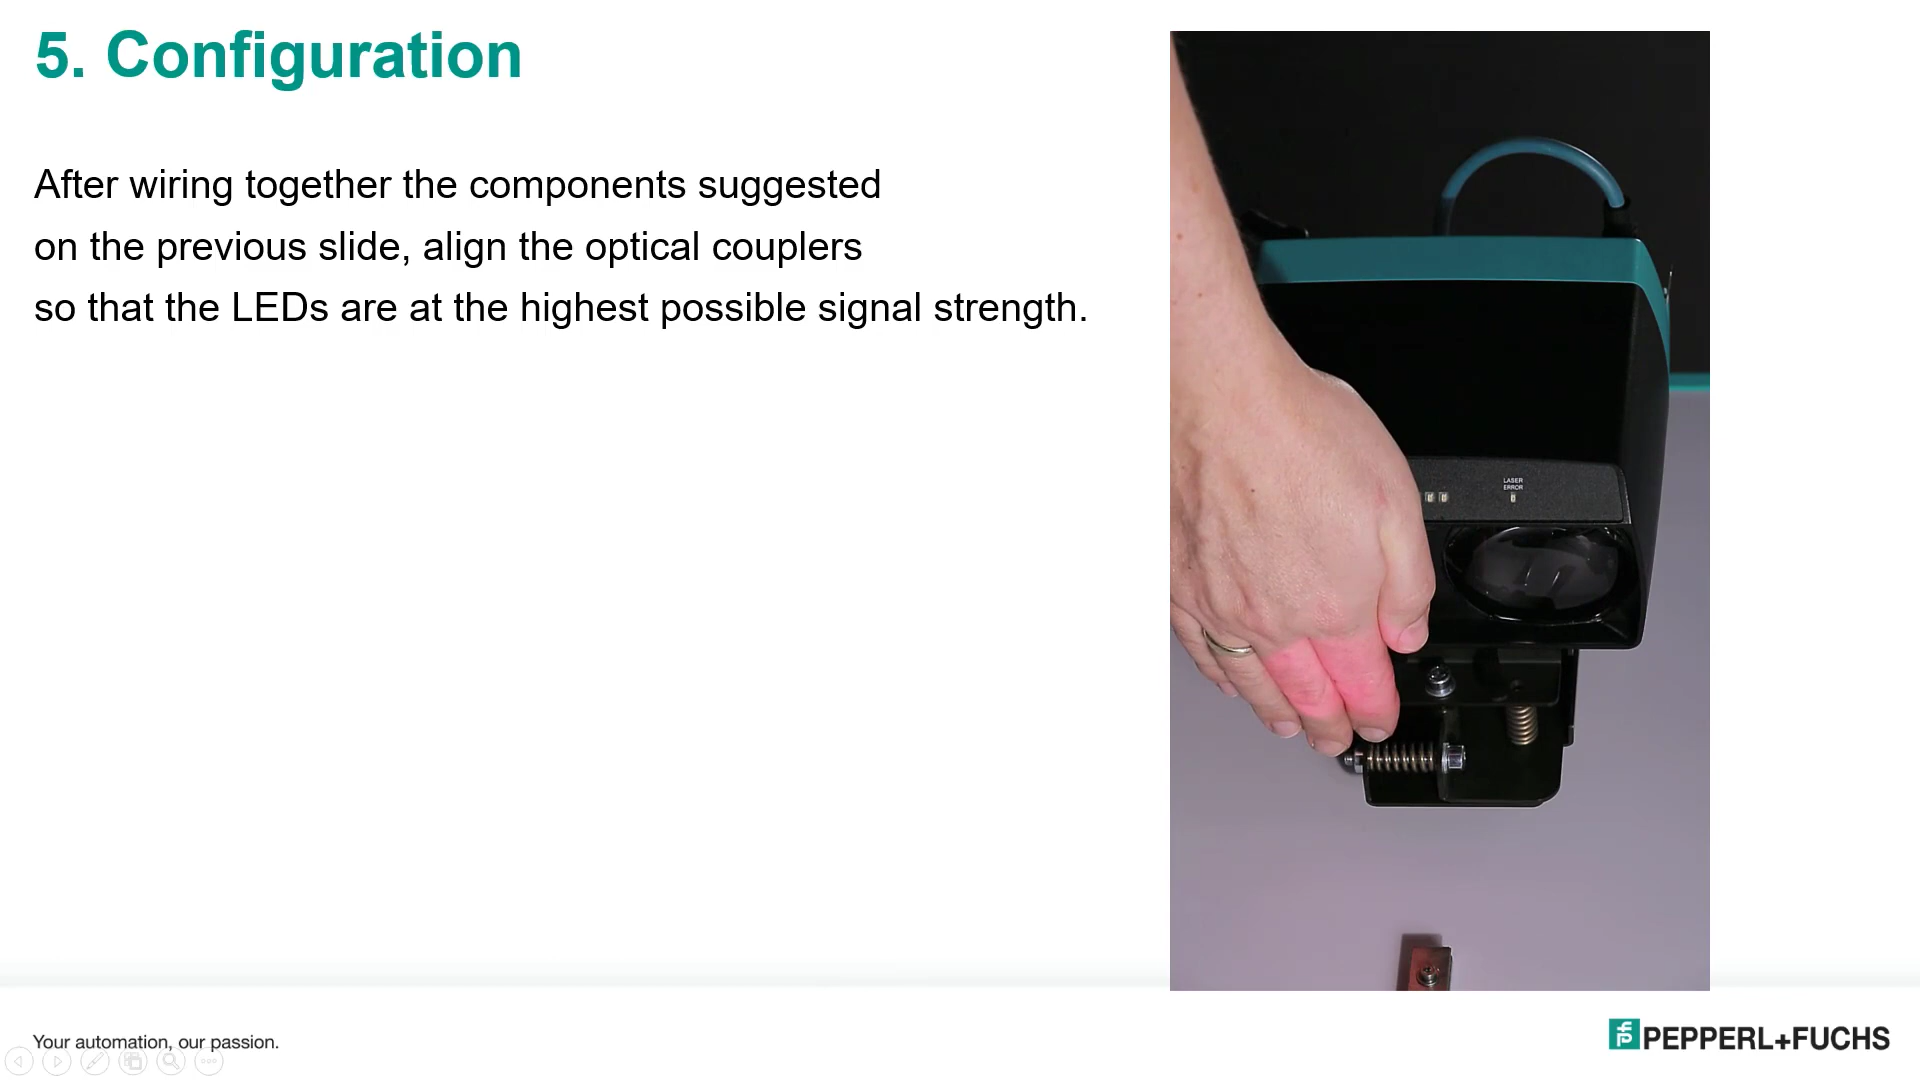 5. Configuration
After wiring together the components suggested
on the previous slide, align the optical couplers
so that the LEDs are at the highest possible signal strength.
LASER
ERROR
Your automation, our passion.
PEPPERL+FUCHS